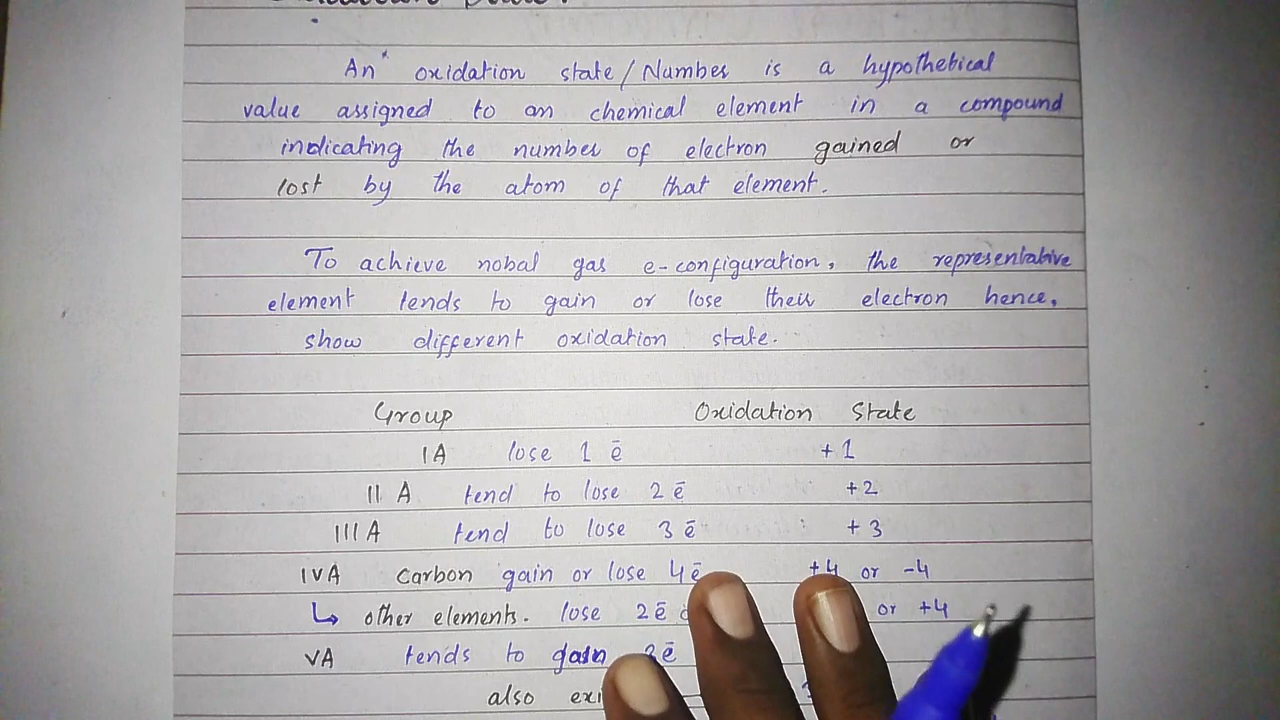 An oxidation state/Number is a hypothetical
value assigned to an chemical element in a compound
indicating the number of electron gained or
lost by the atom of that element.
To achieve nobal gas e-configuration, the representative
element tends to gain or lose their electron hence,
show different oxidation state.
Group Oxidation State
IA lose 1 ē +1
II A tend to lose 2 ē +2
III A tend to lose 3 ē +3
IVA Carbon gain or lose 4ē +4 or -4
↳ other elements. lose 2ē or +4
VA tends to gain 3ē
also